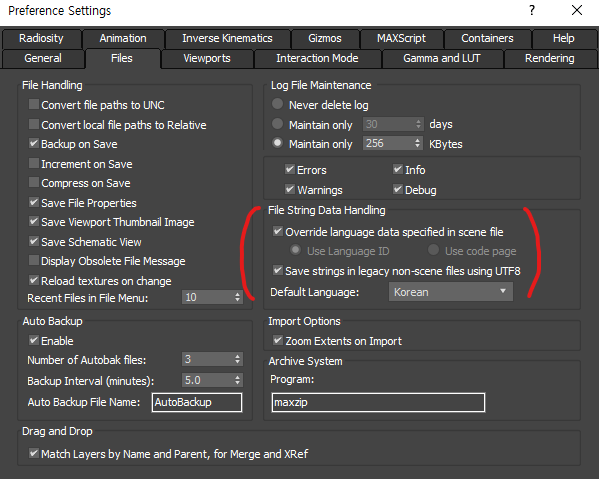 Preference Settings
?
Radiosity
Animation
Inverse Kinematics
Gizmos
MAXScript
Containers
Help
General
Files
Viewports
Interaction Mode
Gamma and LUT
Rendering
File Handling
Convert file paths to UNC
Convert local file paths to Relative
Backup on Save
Increment on Save
Compress on Save
Save File Properties
Save Viewport Thumbnail Image
Save Schematic View
Display Obsolete File Message
Reload textures on change
Recent Files in File Menu: 10
Log File Maintenance
Never delete log
Maintain only 30 days
Maintain only 256 KBytes
Errors Info
Warnings Debug
File String Data Handling
Override language data specified in scene file
Use Language ID Use code page
Save strings in legacy non-scene files using UTF8
Default Language: Korean
Auto Backup
Enable
Number of Autobak files: 3
Backup Interval (minutes): 5.0
Auto Backup File Name: AutoBackup
Import Options
Zoom Extents on Import
Archive System
Program:
maxzip
Drag and Drop
Match Layers by Name and Parent, for Merge and XRef